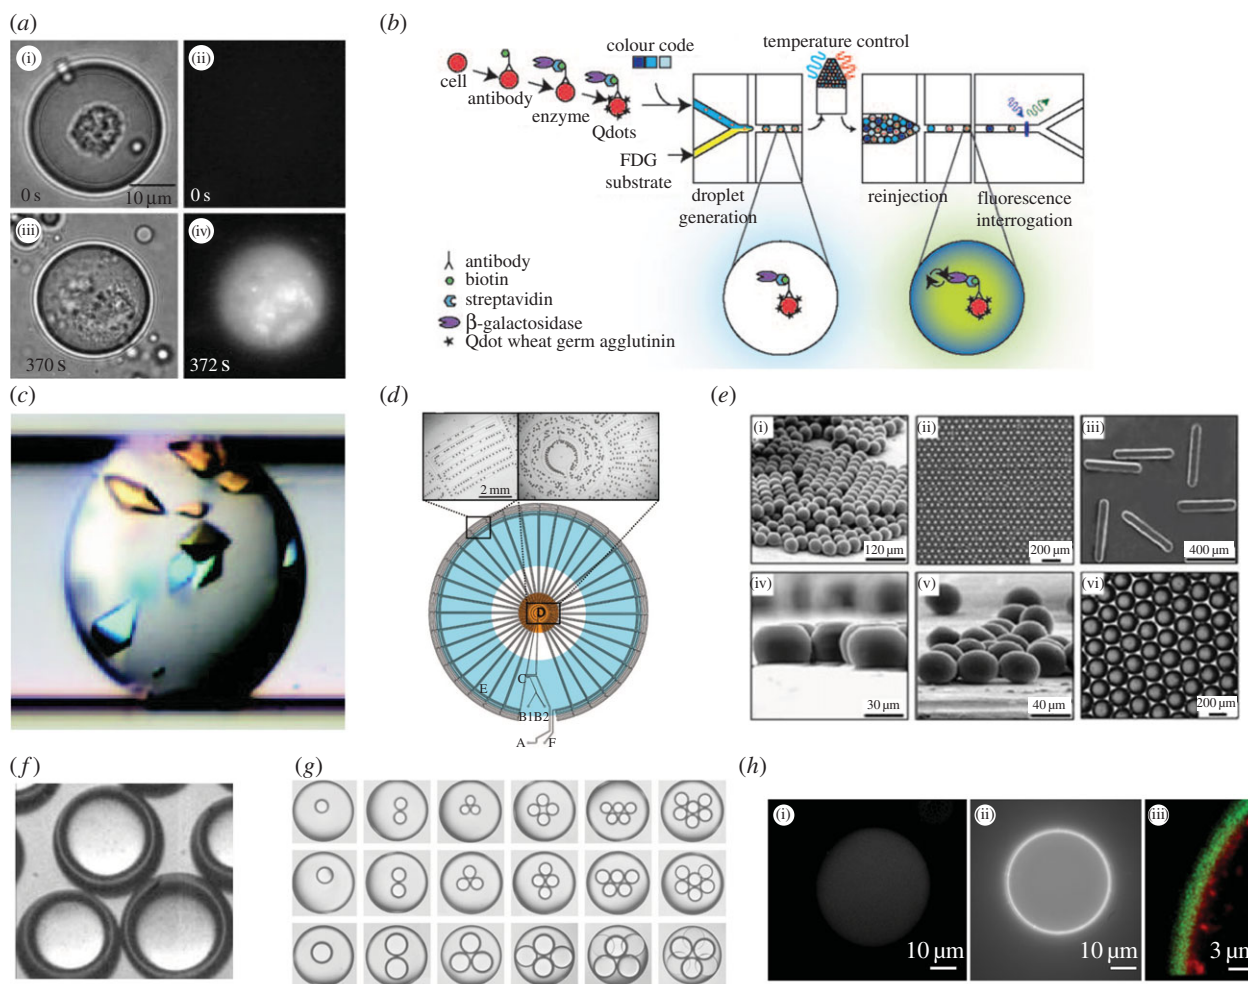 (a)
(i)
(ii)
0 s
10 µm
0 s
(iii)
(iv)
370 s
372 s
(b)
colour code
temperature control
cell
antibody
enzyme
Qdots
FDG
substrate
droplet
generation
reinjection
fluorescence
interrogation
antibody
biotin
streptavidin
β-galactosidase
Qdot wheat germ agglutinin
(c)
(d)
2 mm
D
C
E
B1B2
A
F
(e)
(i)
(ii)
(iii)
120 µm
200 µm
400 µm
(iv)
(v)
(vi)
30 µm
40 µm
200 µm
(f)
(g)
(h)
(i)
(ii)
(iii)
10 µm
10 µm
3 µm